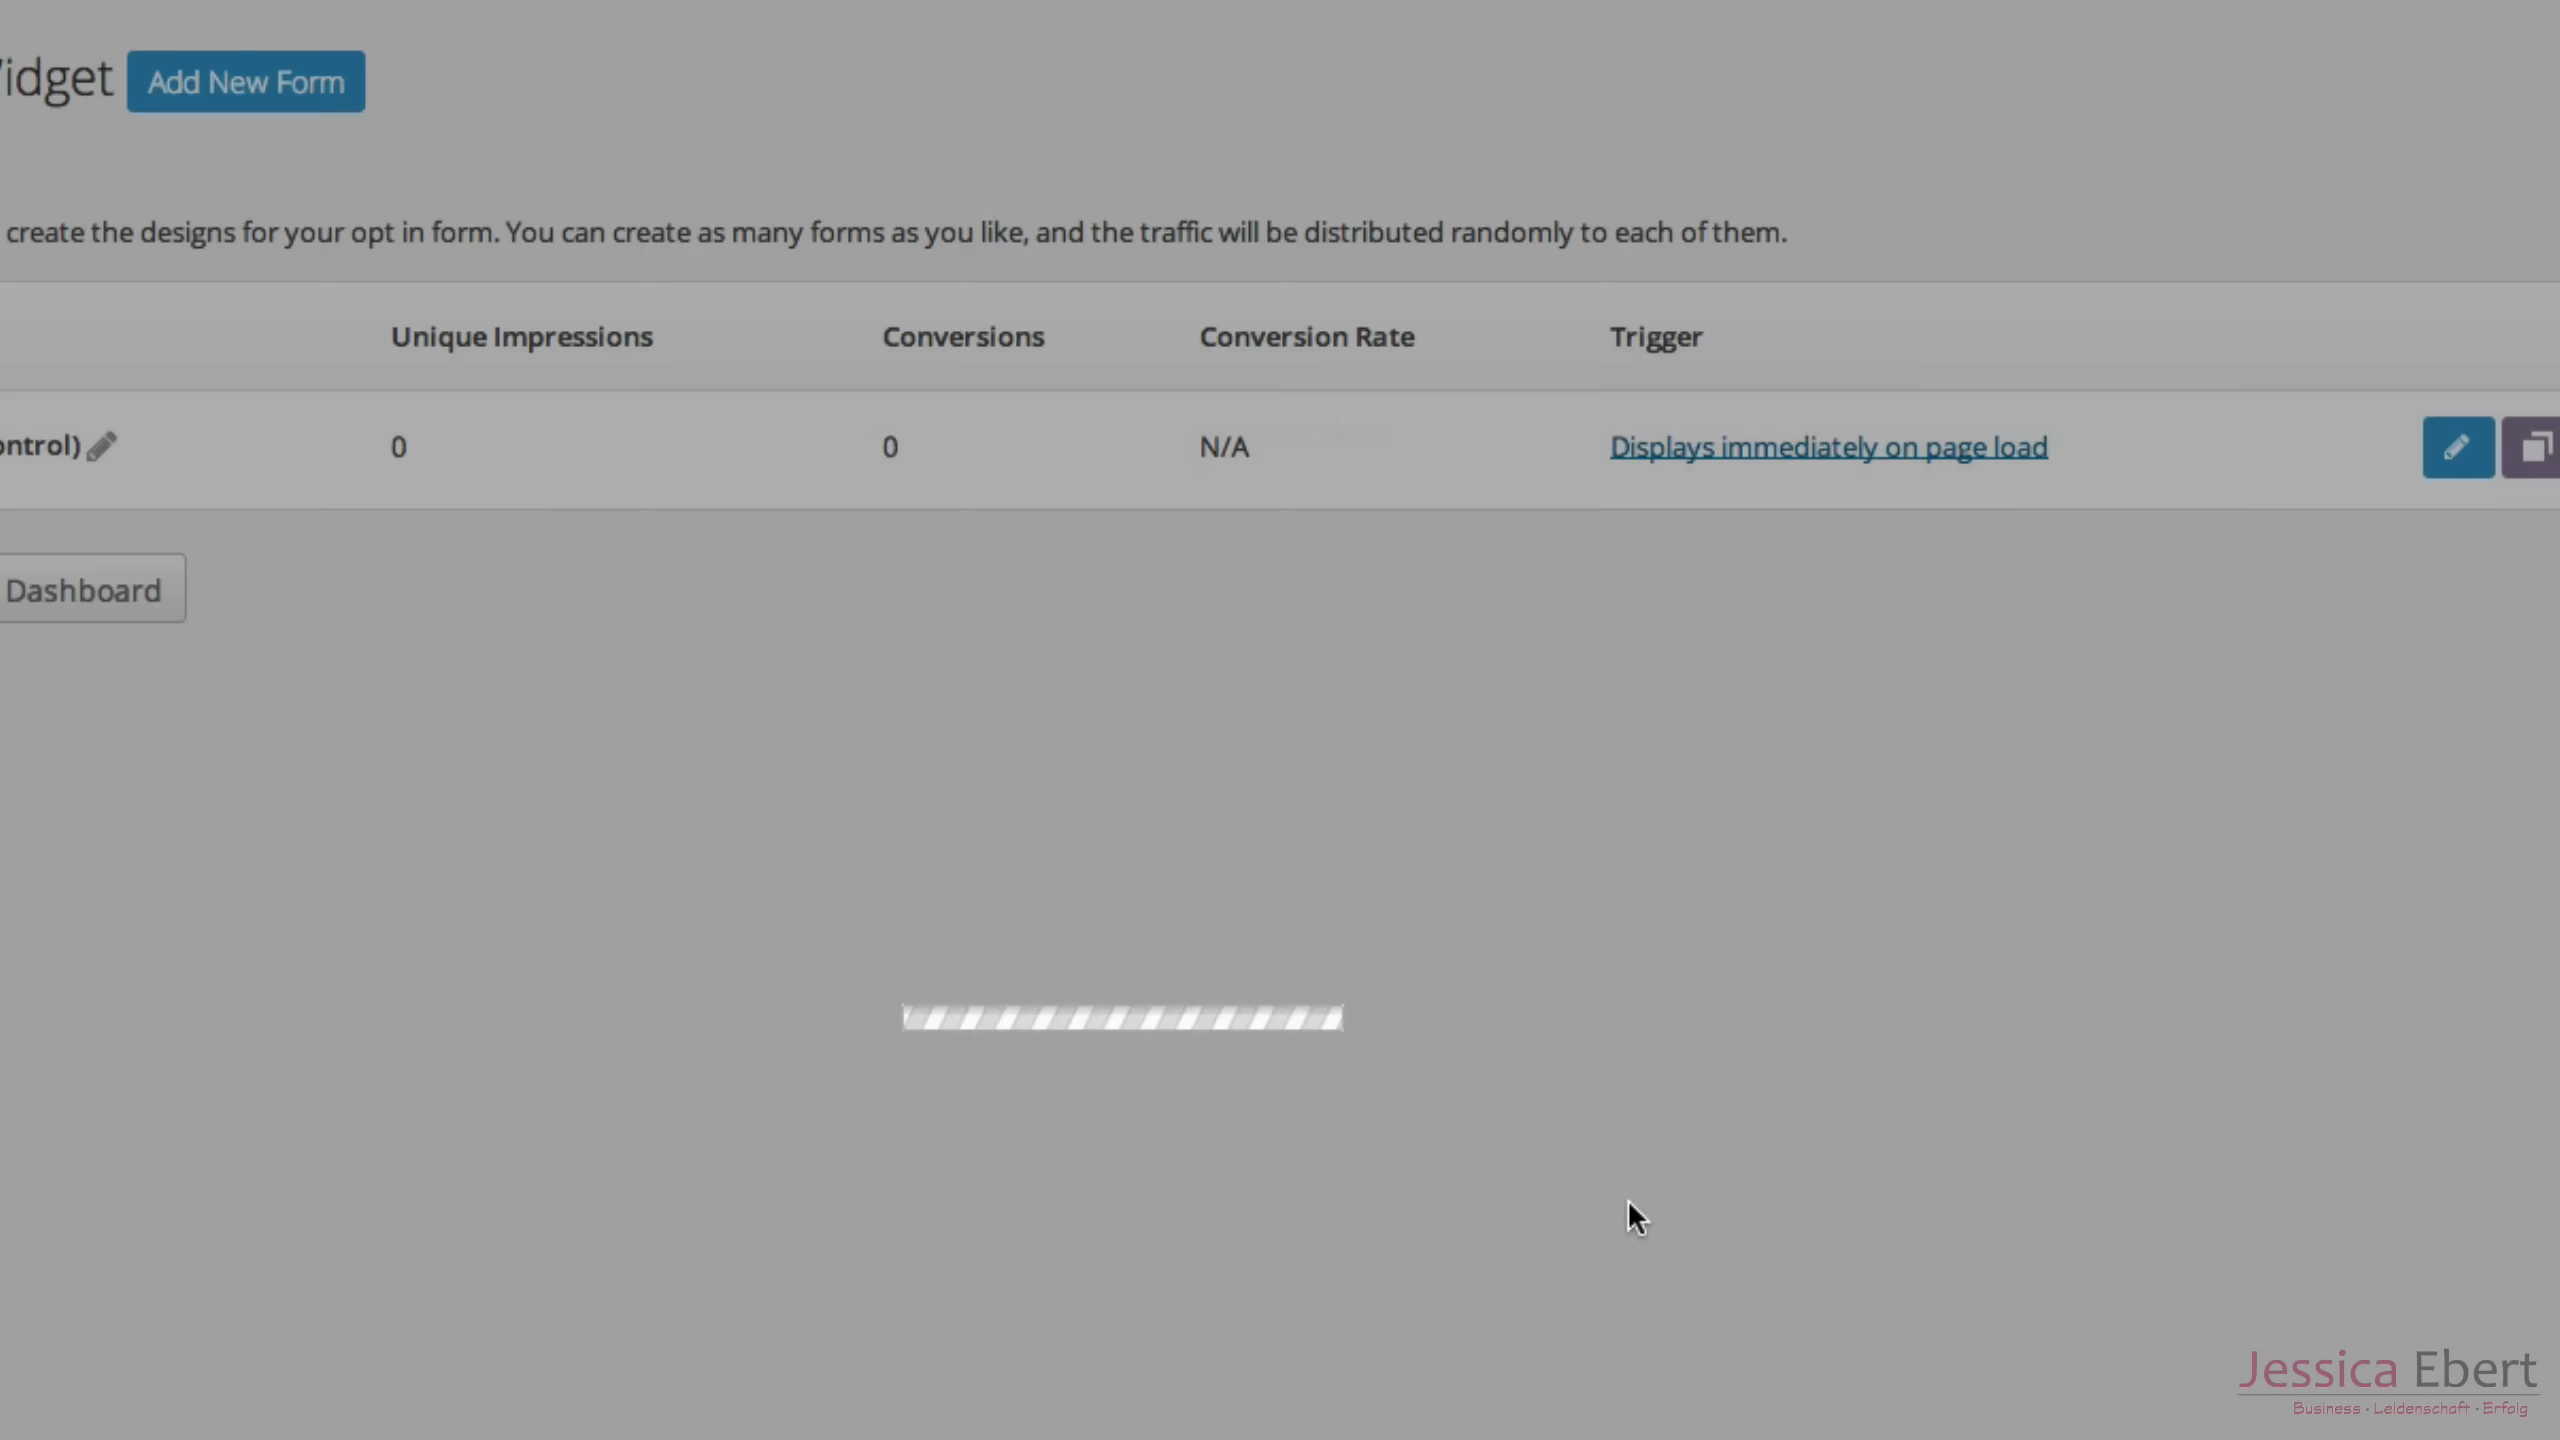 idget Add New Form
create the designs for your opt in form. You can create as many forms as you like, and the traffic will be distributed randomly to each of them.
Unique Impressions Conversions Conversion Rate Trigger
ontrol) 0 0 N/A Displays immediately on page load
Dashboard
Jessica Ebert
Business · Leidenschaft · Erfolg